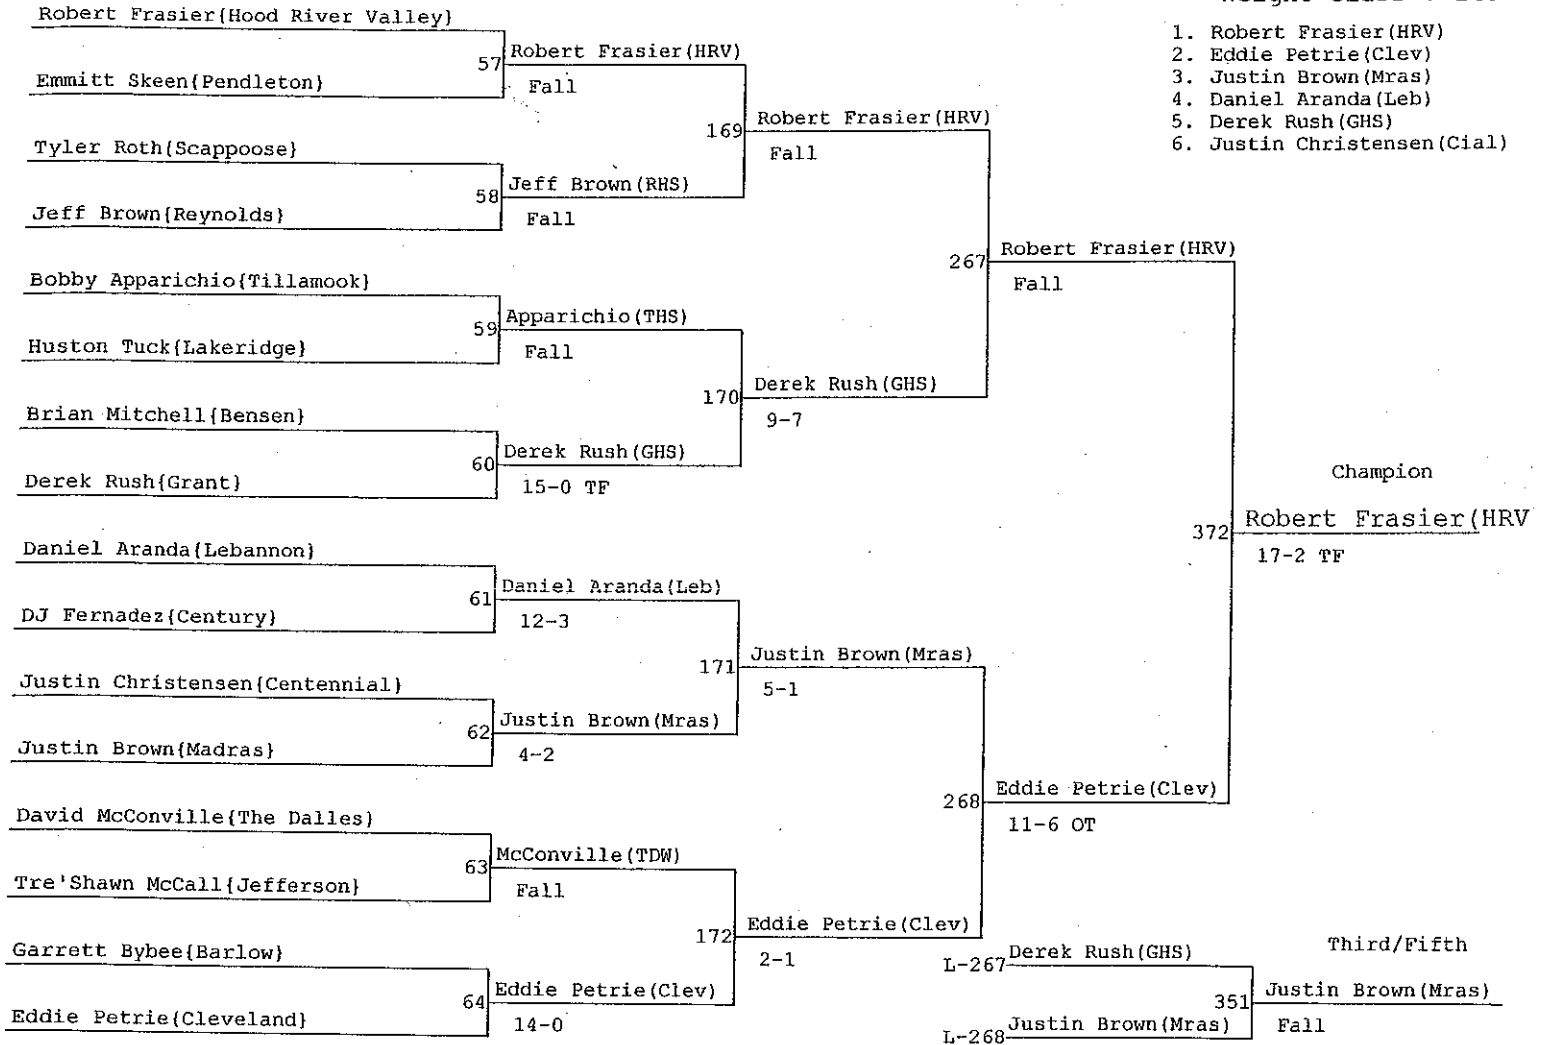 Robert Frasier{Hood River Valley}
57
Robert Frasier(HRV)
Fall
Emmitt Skeen{Pendleton}
169
Robert Frasier(HRV)
Fall
Tyler Roth{Scappoose}
58
Jeff Brown(RHS)
Fall
Jeff Brown{Reynolds}
267
Robert Frasier(HRV)
Fall
Bobby Apparichio{Tillamook}
59
Apparichio(THS)
Fall
Huston Tuck{Lakeridge}
170
Derek Rush(GHS)
9-7
Brian Mitchell{Bensen}
60
Derek Rush(GHS)
15-0 TF
Derek Rush{Grant}
372
Champion
Robert Frasier(HRV
17-2 TF
Daniel Aranda{Lebannon}
61
Daniel Aranda(Leb)
12-3
DJ Fernadez{Century}
171
Justin Brown(Mras)
5-1
Justin Christensen{Centennial}
62
Justin Brown(Mras)
4-2
Justin Brown{Madras}
268
Eddie Petrie(Clev)
11-6 OT
David McConville{The Dalles}
63
McConville(TDW)
Fall
Tre'Shawn McCall{Jefferson}
172
Eddie Petrie(Clev)
2-1
Garrett Bybee{Barlow}
64
Eddie Petrie(Clev)
14-0
Eddie Petrie{Cleveland}
1. Robert Frasier(HRV)
2. Eddie Petrie(Clev)
3. Justin Brown(Mras)
4. Daniel Aranda(Leb)
5. Derek Rush(GHS)
6. Justin Christensen(Cial)
Third/Fifth
L-267 Derek Rush(GHS)
351
Justin Brown(Mras)
Fall
L-268 Justin Brown(Mras)